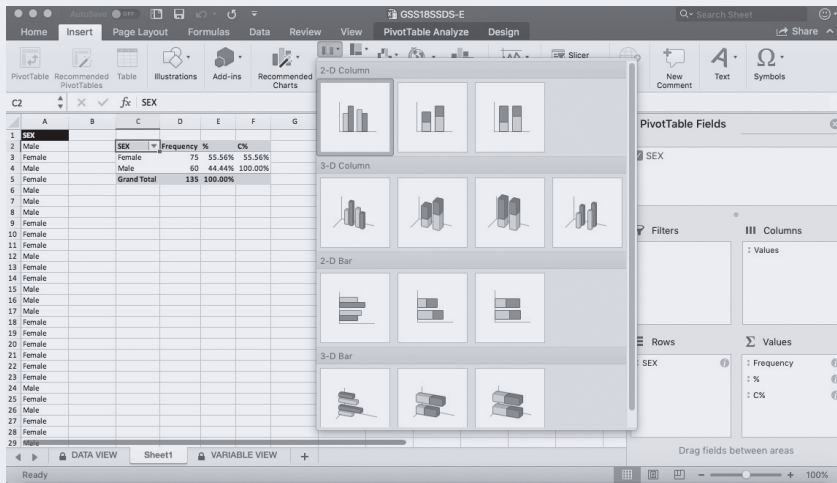 AutoSave OFF GSS18SSDS-E Search Sheet
Home Insert Page Layout Formulas Data Review View PivotTable Analyze Design Share
PivotTable Recommended PivotTables Table Illustrations Add-ins Recommended Charts Slicer New Comment Text Symbols
C2 fx SEX
A B C D E F G
1 SEX
2 Male SEX Frequency % C%
3 Female Female 75 55.56% 55.56%
4 Male Male 60 44.44% 100.00%
5 Female Grand Total 135 100.00%
6 Male
7 Male
8 Male
9 Female
10 Female
11 Female
12 Male
13 Female
14 Female
15 Male
16 Male
17 Male
18 Female
19 Female
20 Female
21 Female
22 Female
23 Female
24 Male
25 Female
26 Male
27 Female
28 Female
29 Male
2-D Column
3-D Column
2-D Bar
3-D Bar
PivotTable Fields
SEX
Filters Columns
Values
Rows Σ Values
SEX Frequency
%
C%
Drag fields between areas
DATA VIEW Sheet1 VARIABLE VIEW +
Ready 100%